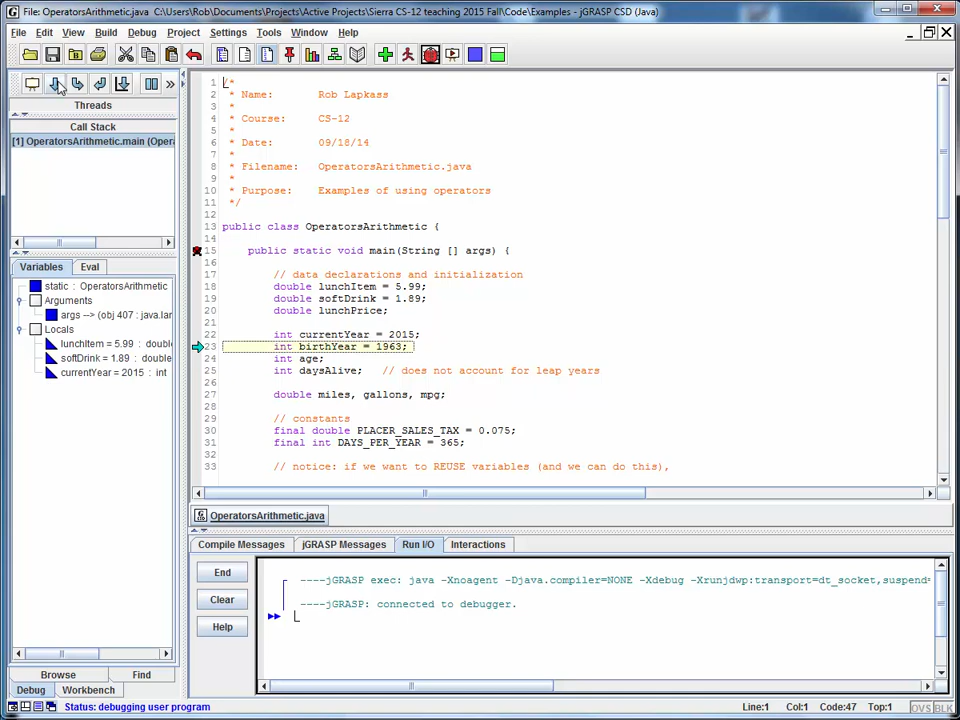 File: OperatorsArithmetic.java  C:\Users\Rob\Documents\Projects\Active Projects\Sierra CS-12 teaching 2015 Fall\Code\Examples - jGRASP CSD (Java)
File Edit View Build Debug Project Settings Tools Window Help
Threads
Call Stack
[1] OperatorsArithmetic.main (Opera
Variables Eval
static : OperatorsArithmetic
Arguments
args --> (obj 407 : java.lan
Locals
lunchItem = 5.99 : double
softDrink = 1.89 : double
currentYear = 2015 : int
Browse Find
Debug Workbench
1 /*
2 * Name: Rob Lapkass
3 *
4 * Course: CS-12
5 *
6 * Date: 09/18/14
7 *
8 * Filename: OperatorsArithmetic.java
9 *
10 * Purpose: Examples of using operators
11 */
12
13 public class OperatorsArithmetic {
14
15 public static void main(String [] args) {
16
17 // data declarations and initialization
18 double lunchItem = 5.99;
19 double softDrink = 1.89;
20 double lunchPrice;
21
22 int currentYear = 2015;
23 int birthYear = 1963;
24 int age;
25 int daysAlive; // does not account for leap years
26
27 double miles, gallons, mpg;
28
29 // constants
30 final double PLACER_SALES_TAX = 0.075;
31 final int DAYS_PER_YEAR = 365;
32
33 // notice: if we want to REUSE variables (and we can do this),
OperatorsArithmetic.java
Compile Messages jGRASP Messages Run I/O Interactions
End
Clear
Help
----jGRASP exec: java -Xnoagent -Djava.compiler=NONE -Xdebug -Xrunjdwp:transport=dt_socket,suspend=
----jGRASP: connected to debugger.
Status: debugging user program
Line:1 Col:1 Code:47 Top:1 OVS BLK